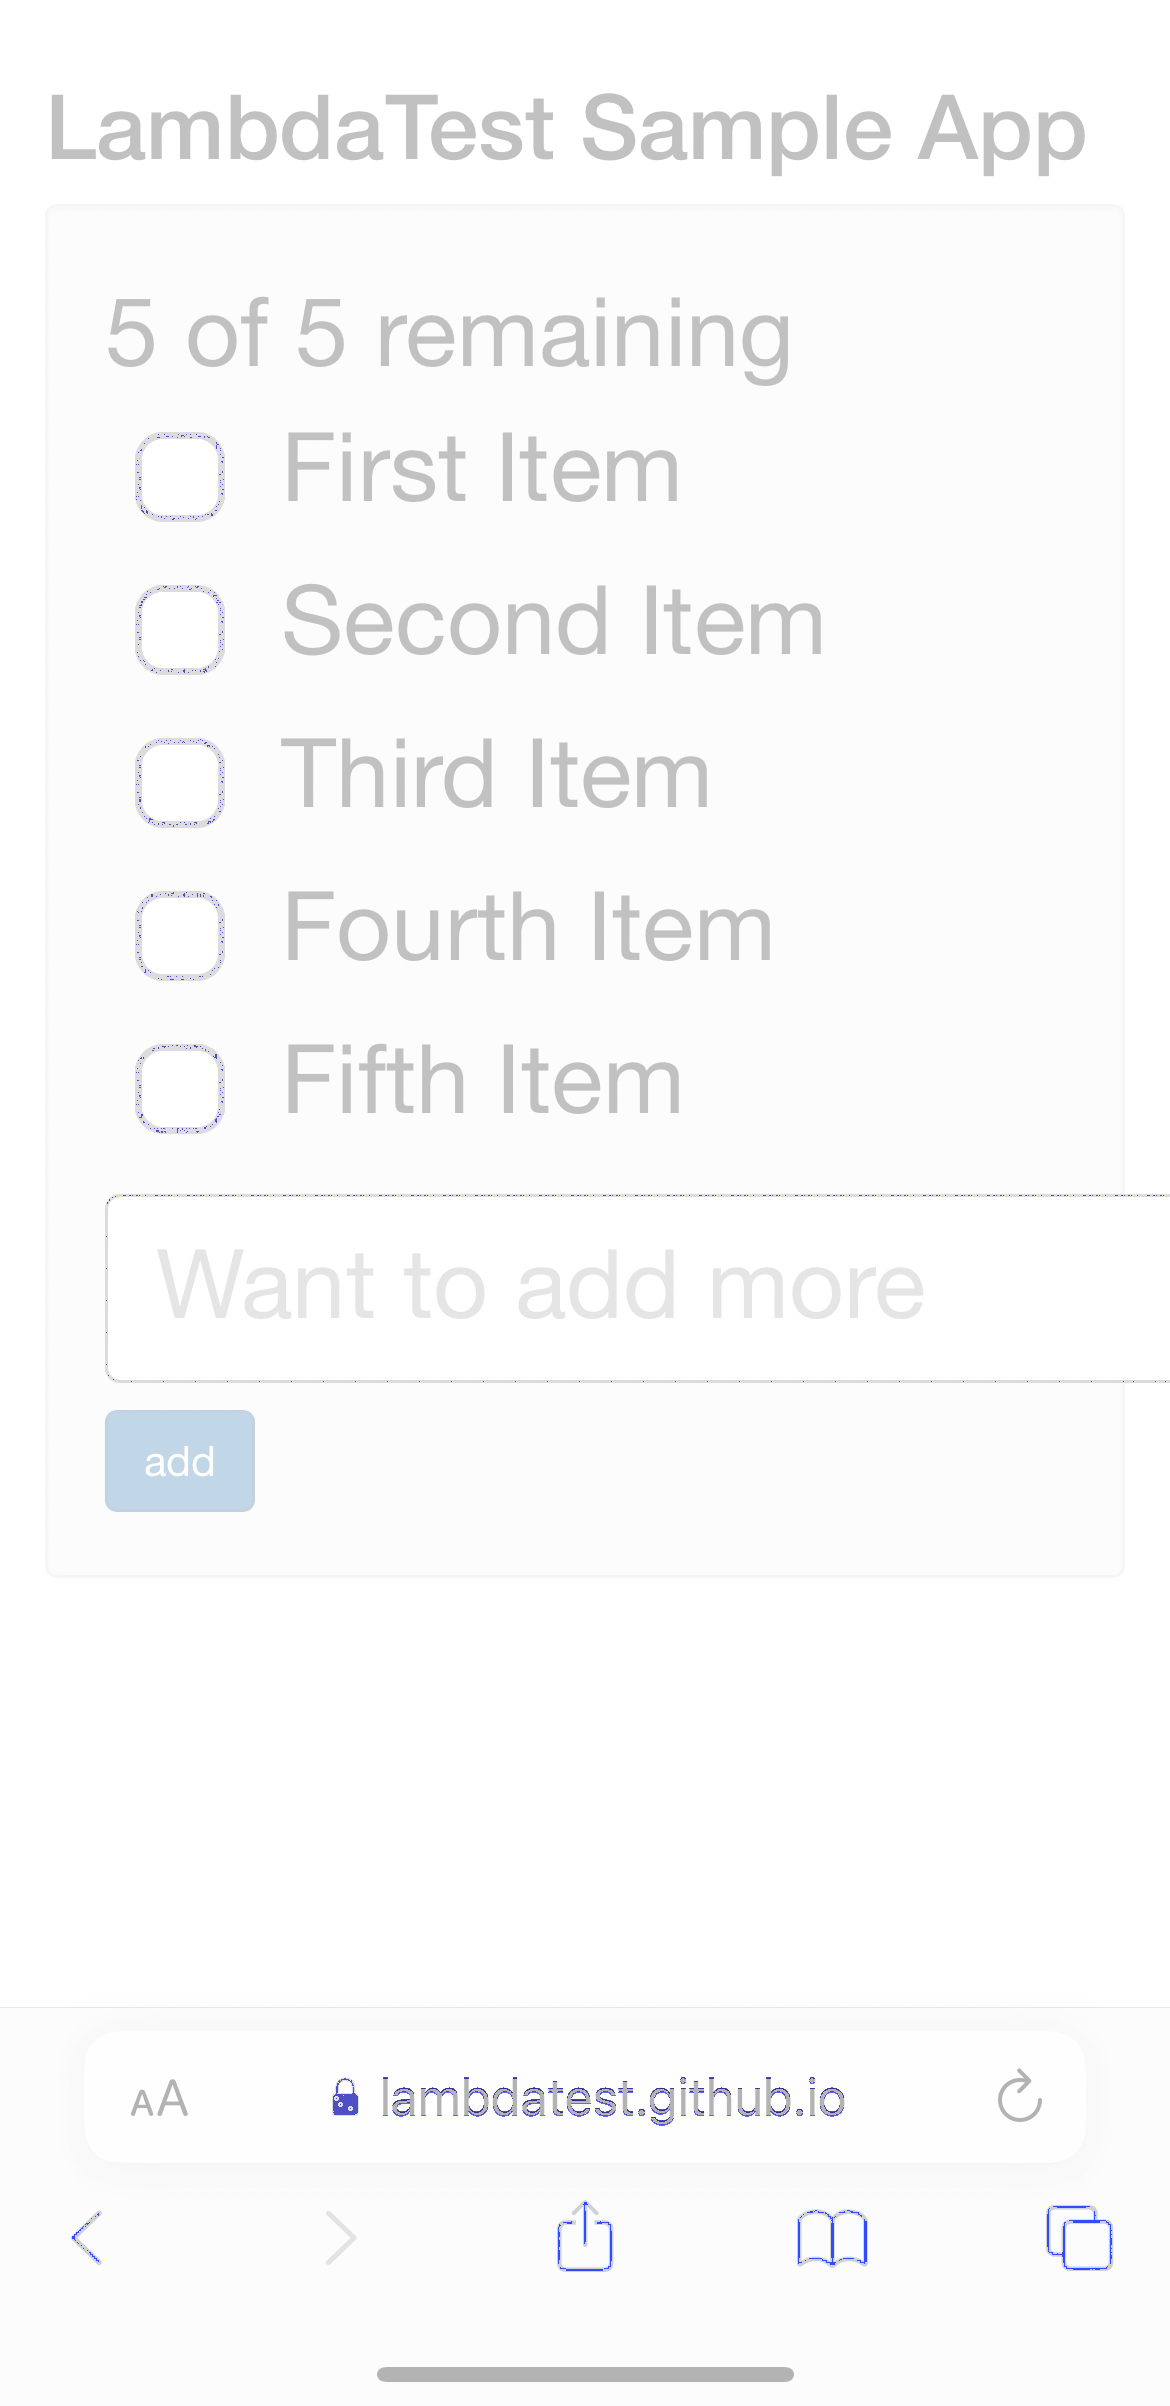 LambdaTest Sample App
5 of 5 remaining
First Item
Second Item
Third Item
Fourth Item
Fifth Item
Want to add more
add
AA lambdatest.github.io